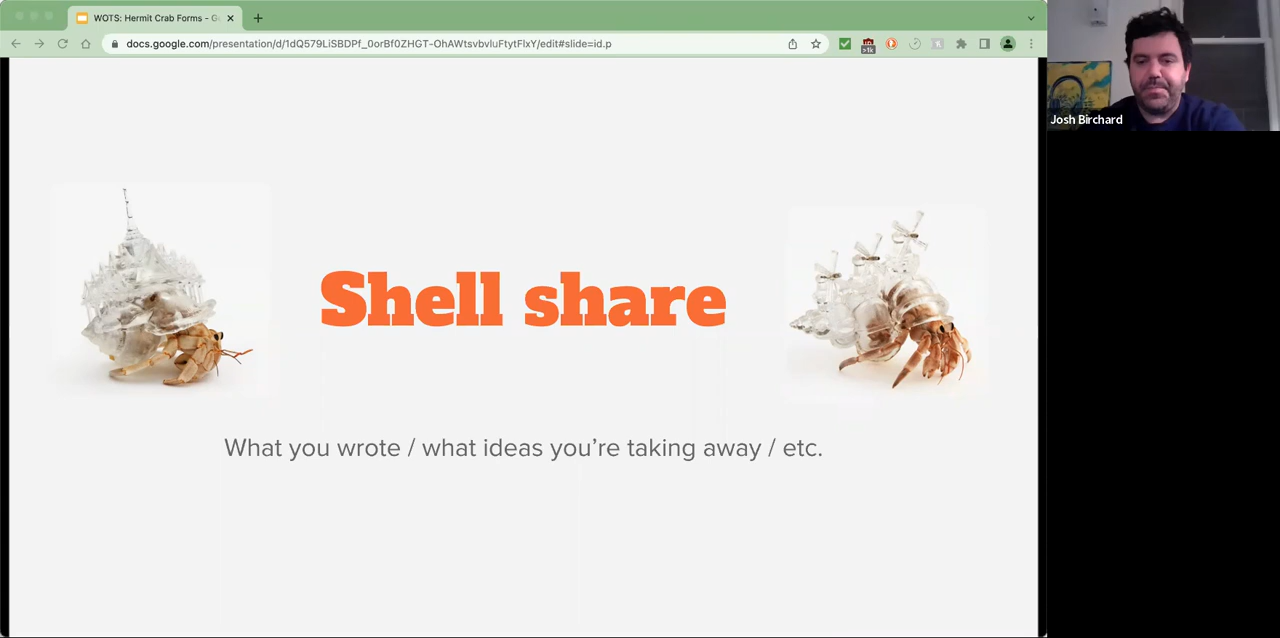 WOTS: Hermit Crab Forms - G
docs.google.com/presentation/d/1dQ579LiSBDPf_0orBf0ZHGT-OhAWtsvbvluFtytFlxY/edit#slide=id.p
>1k
Josh Birchard
Shell share
What you wrote / what ideas you’re taking away / etc.